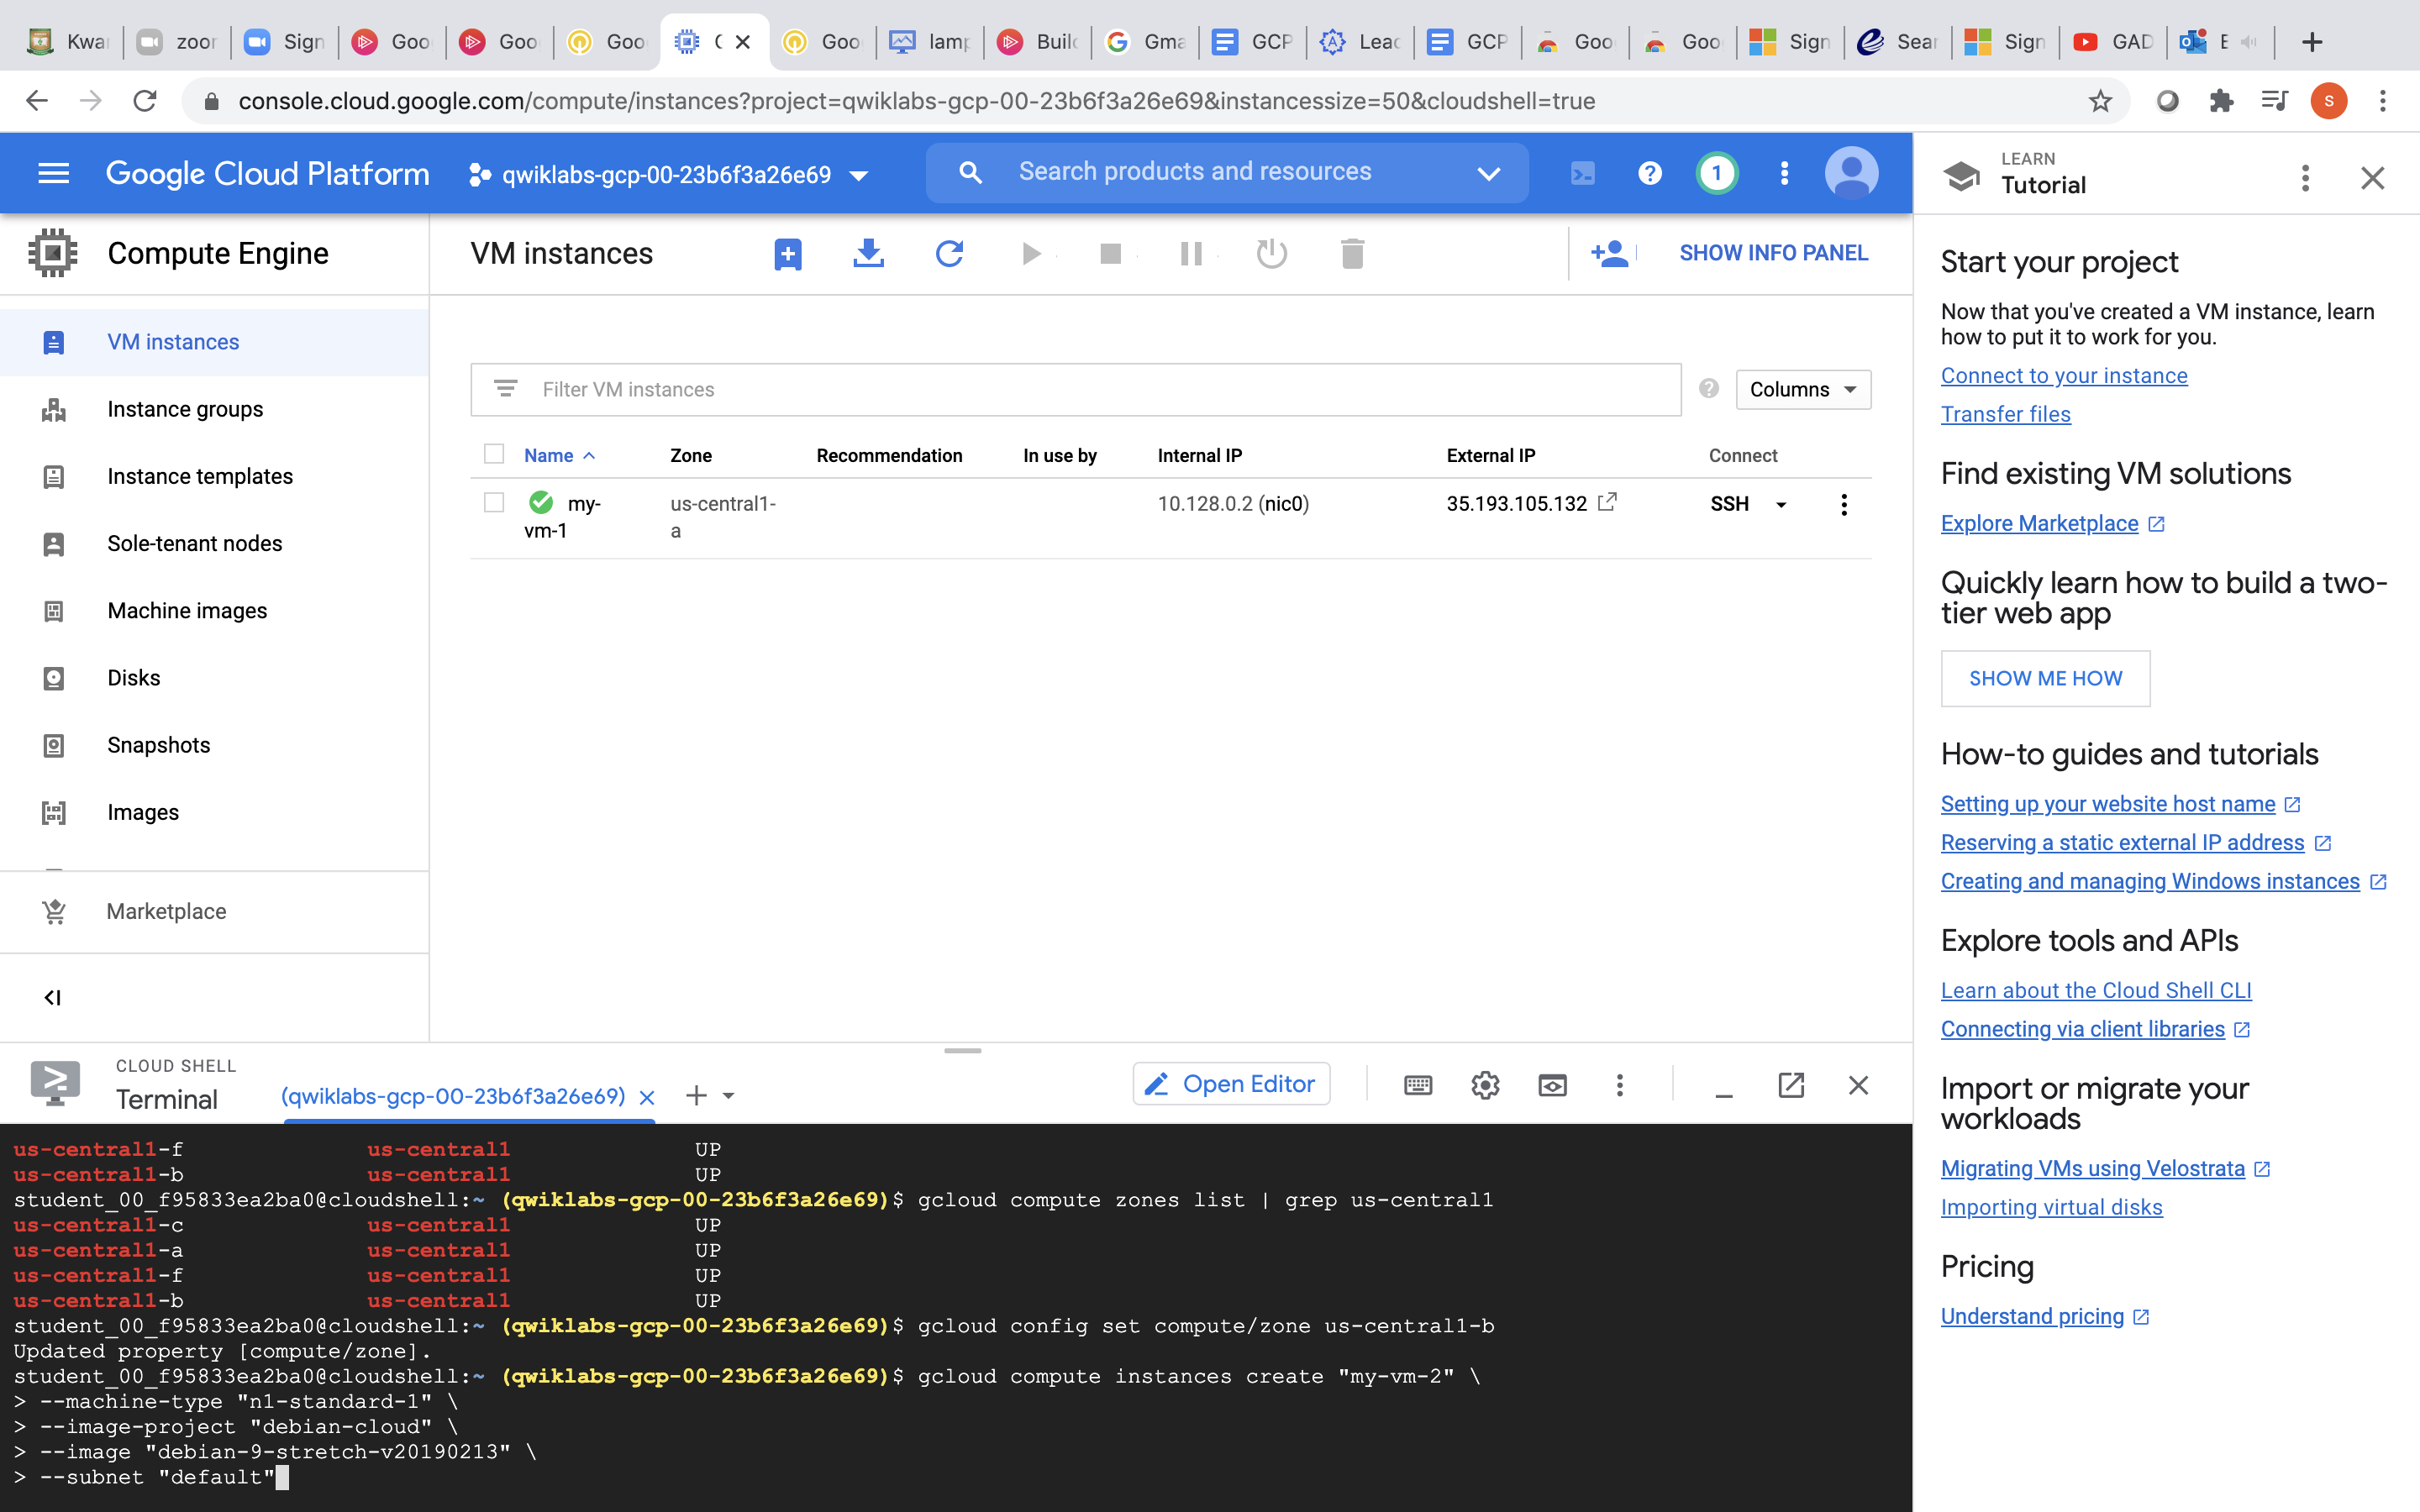 Kwa
zoor
Sign
Goo
Goo
Goo
Goo
lamp
Build
Gma
GCP
Lead
GCP
Goo
Goo
Sign
Sear
Sign
GAD
console.cloud.google.com/compute/instances?project=qwiklabs-gcp-00-23b6f3a26e69&instancessize=50&cloudshell=true
S
Google Cloud Platform
qwiklabs-gcp-00-23b6f3a26e69
Search products and resources
1
LEARN
Tutorial
Compute Engine
VM instances
SHOW INFO PANEL
VM instances
Instance groups
Instance templates
Sole-tenant nodes
Machine images
Disks
Snapshots
Images
Marketplace
Filter VM instances
Columns
Name Zone Recommendation In use by Internal IP External IP Connect
my- us-central1- 10.128.0.2 (nic0) 35.193.105.132 SSH
vm-1 a
Start your project
Now that you've created a VM instance, learn
how to put it to work for you.
Connect to your instance
Transfer files
Find existing VM solutions
Explore Marketplace
Quickly learn how to build a two-
tier web app
SHOW ME HOW
How-to guides and tutorials
Setting up your website host name
Reserving a static external IP address
Creating and managing Windows instances
Explore tools and APIs
Learn about the Cloud Shell CLI
Connecting via client libraries
Import or migrate your
workloads
Migrating VMs using Velostrata
Importing virtual disks
Pricing
Understand pricing
CLOUD SHELL
Terminal
(qwiklabs-gcp-00-23b6f3a26e69)
Open Editor
us-central1-f us-central1 UP
us-central1-b us-central1 UP
student_00_f95833ea2ba0@cloudshell:~ (qwiklabs-gcp-00-23b6f3a26e69)$ gcloud compute zones list | grep us-central1
us-central1-c us-central1 UP
us-central1-a us-central1 UP
us-central1-f us-central1 UP
us-central1-b us-central1 UP
student_00_f95833ea2ba0@cloudshell:~ (qwiklabs-gcp-00-23b6f3a26e69)$ gcloud config set compute/zone us-central1-b
Updated property [compute/zone].
student_00_f95833ea2ba0@cloudshell:~ (qwiklabs-gcp-00-23b6f3a26e69)$ gcloud compute instances create "my-vm-2" \
> --machine-type "n1-standard-1" \
> --image-project "debian-cloud" \
> --image "debian-9-stretch-v20190213" \
> --subnet "default"